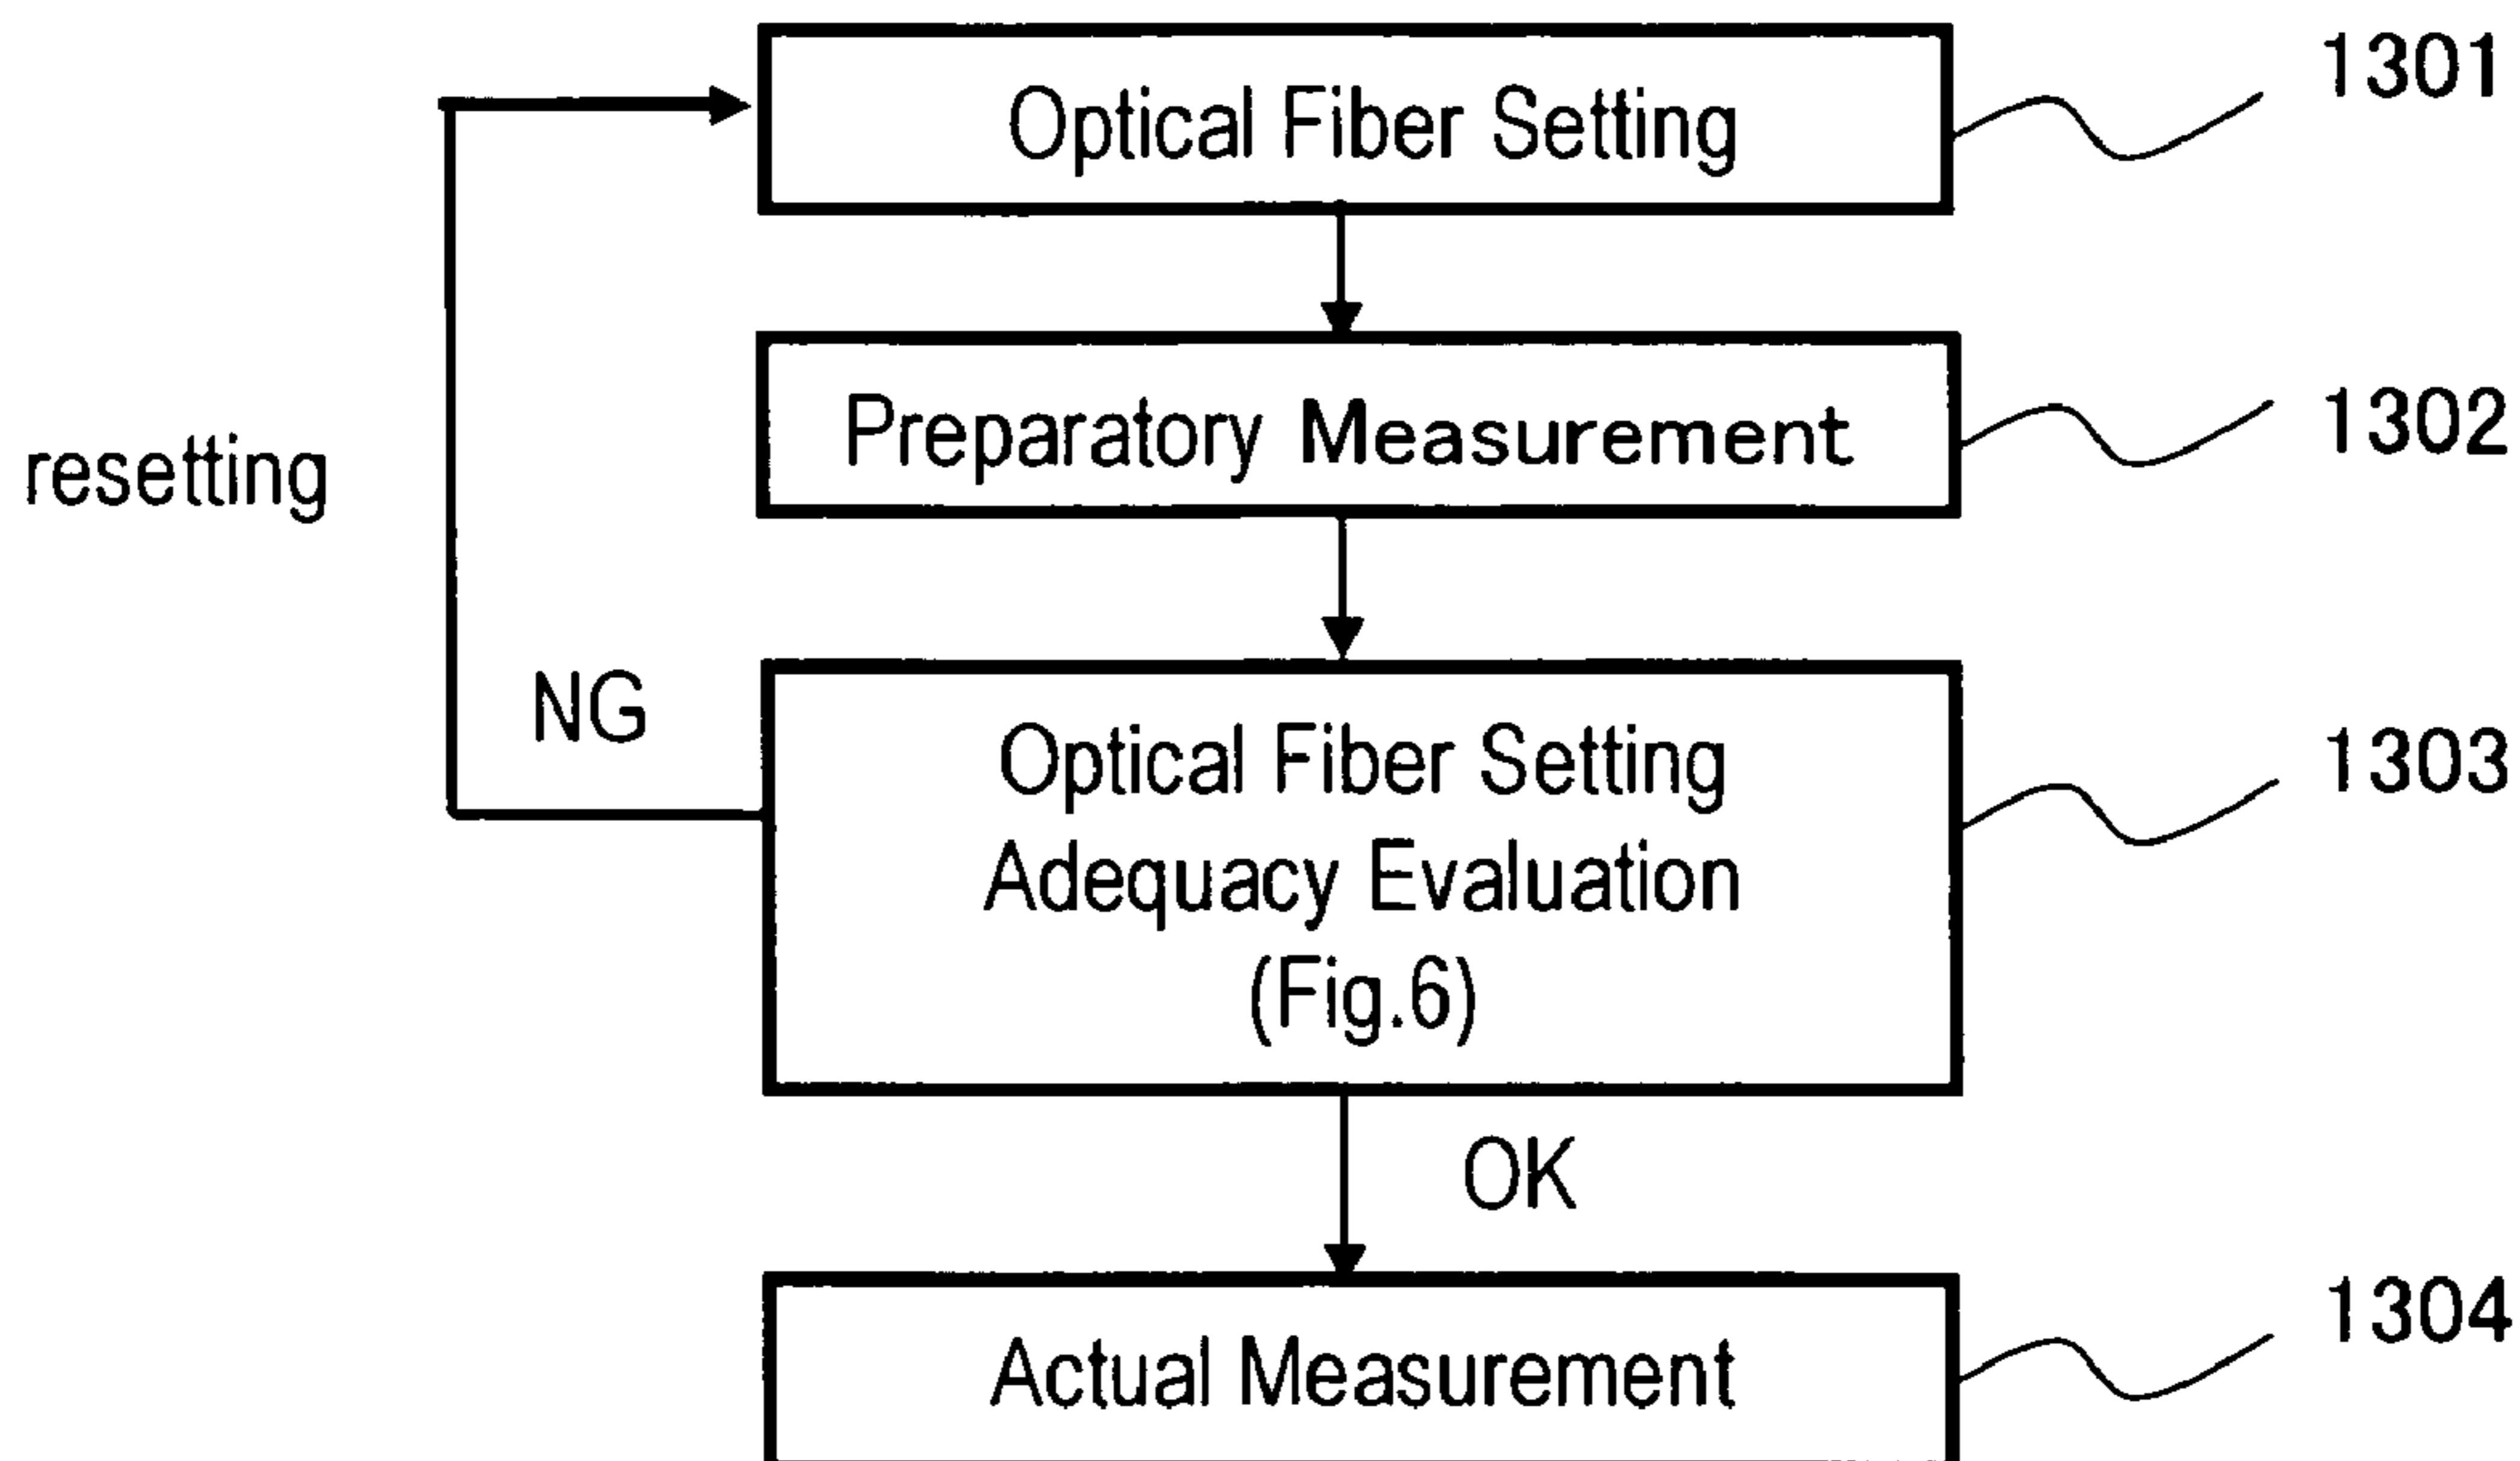 Optical Fiber Setting
1301
Preparatory Measurement
1302
resetting
NG
Optical Fiber Setting
Adequacy Evaluation
(Fig.6)
1303
OK
Actual Measurement
1304